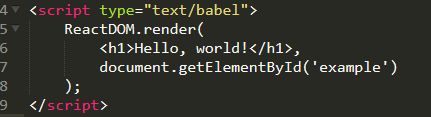 4 <script type="text/babel">
5 ReactDOM.render(
6 <h1>Hello, world!</h1>,
7 document.getElementById('example')
8 );
9 </script>